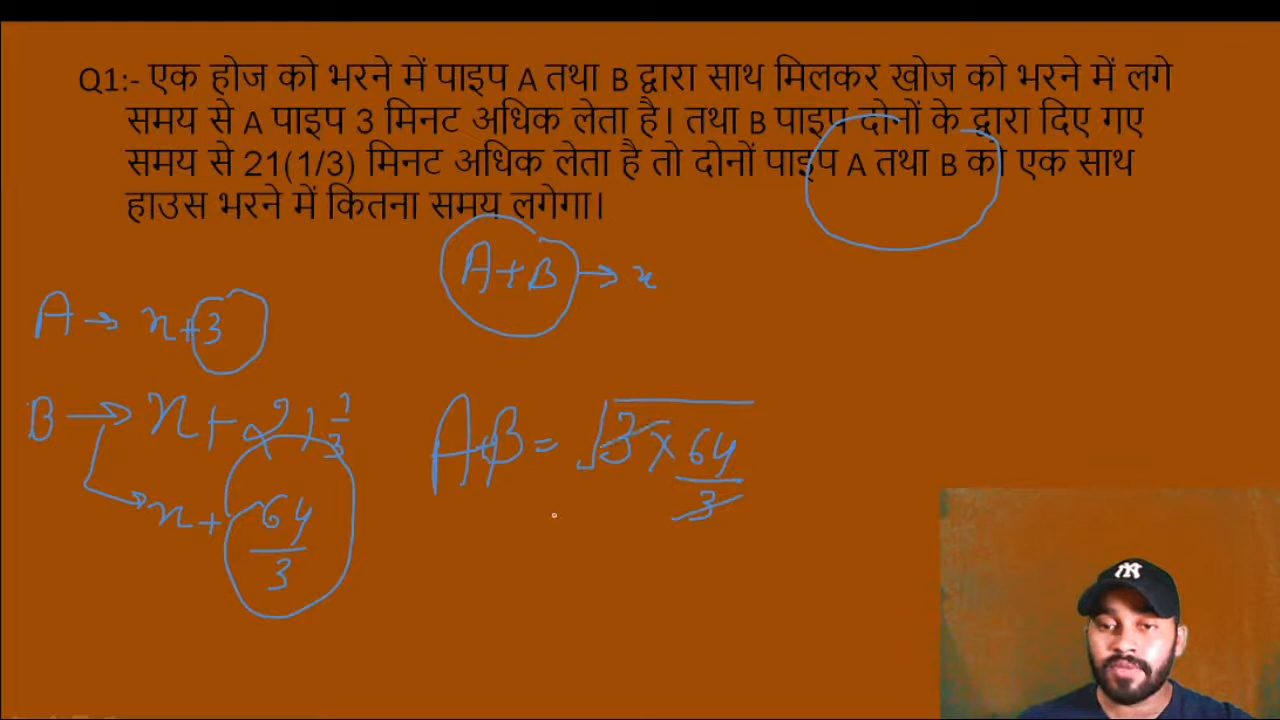 Q1:- एक होज को भरने में पाइप A तथा B द्वारा साथ मिलकर खोज को भरने में लगे
समय से A पाइप 3 मिनट अधिक लेता है। तथा B पाइप दोनों के द्वारा दिए गए
समय से 21(1/3) मिनट अधिक लेता है तो दोनों पाइप A तथा B को एक साथ
हाउस भरने में कितना समय लगेगा।
A+B → x
A → x+3
B → x+21 1/3
x+ 64/3
A+B = √3×64/3